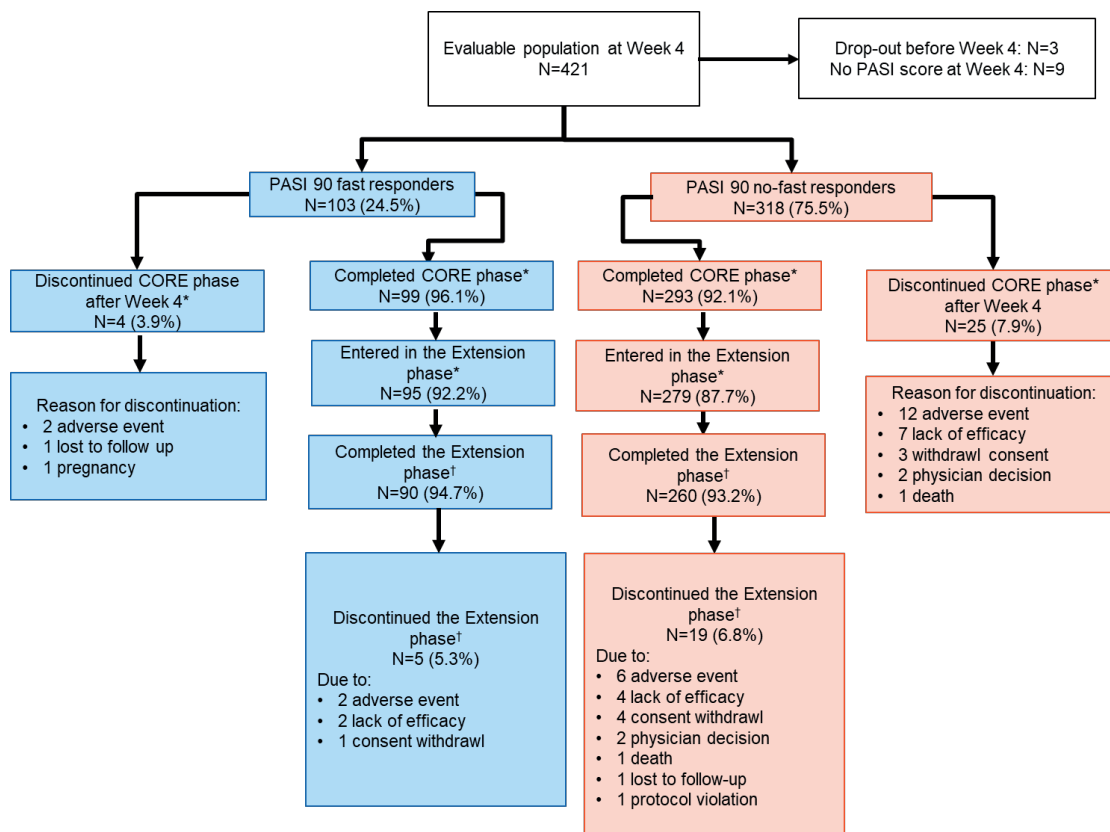 Evaluable population at Week 4
N=421
Drop-out before Week 4: N=3
No PASI score at Week 4: N=9
PASI 90 fast responders
N=103 (24.5%)
PASI 90 no-fast responders
N=318 (75.5%)
Discontinued CORE phase
after Week 4*
N=4 (3.9%)
Completed CORE phase*
N=99 (96.1%)
Completed CORE phase*
N=293 (92.1%)
Discontinued CORE phase*
after Week 4
N=25 (7.9%)
Entered in the Extension
phase*
N=95 (92.2%)
Entered in the Extension
phase*
N=279 (87.7%)
Reason for discontinuation:
• 2 adverse event
• 1 lost to follow up
• 1 pregnancy
Completed the Extension
phase†
N=90 (94.7%)
Completed the Extension
phase†
N=260 (93.2%)
Reason for discontinuation:
• 12 adverse event
• 7 lack of efficacy
• 3 withdrawl consent
• 2 physician decision
• 1 death
Discontinued the Extension
phase†
N=5 (5.3%)
Due to:
• 2 adverse event
• 2 lack of efficacy
• 1 consent withdrawl
Discontinued the Extension
phase†
N=19 (6.8%)
Due to:
• 6 adverse event
• 4 lack of efficacy
• 4 consent withdrawl
• 2 physician decision
• 1 death
• 1 lost to follow-up
• 1 protocol violation